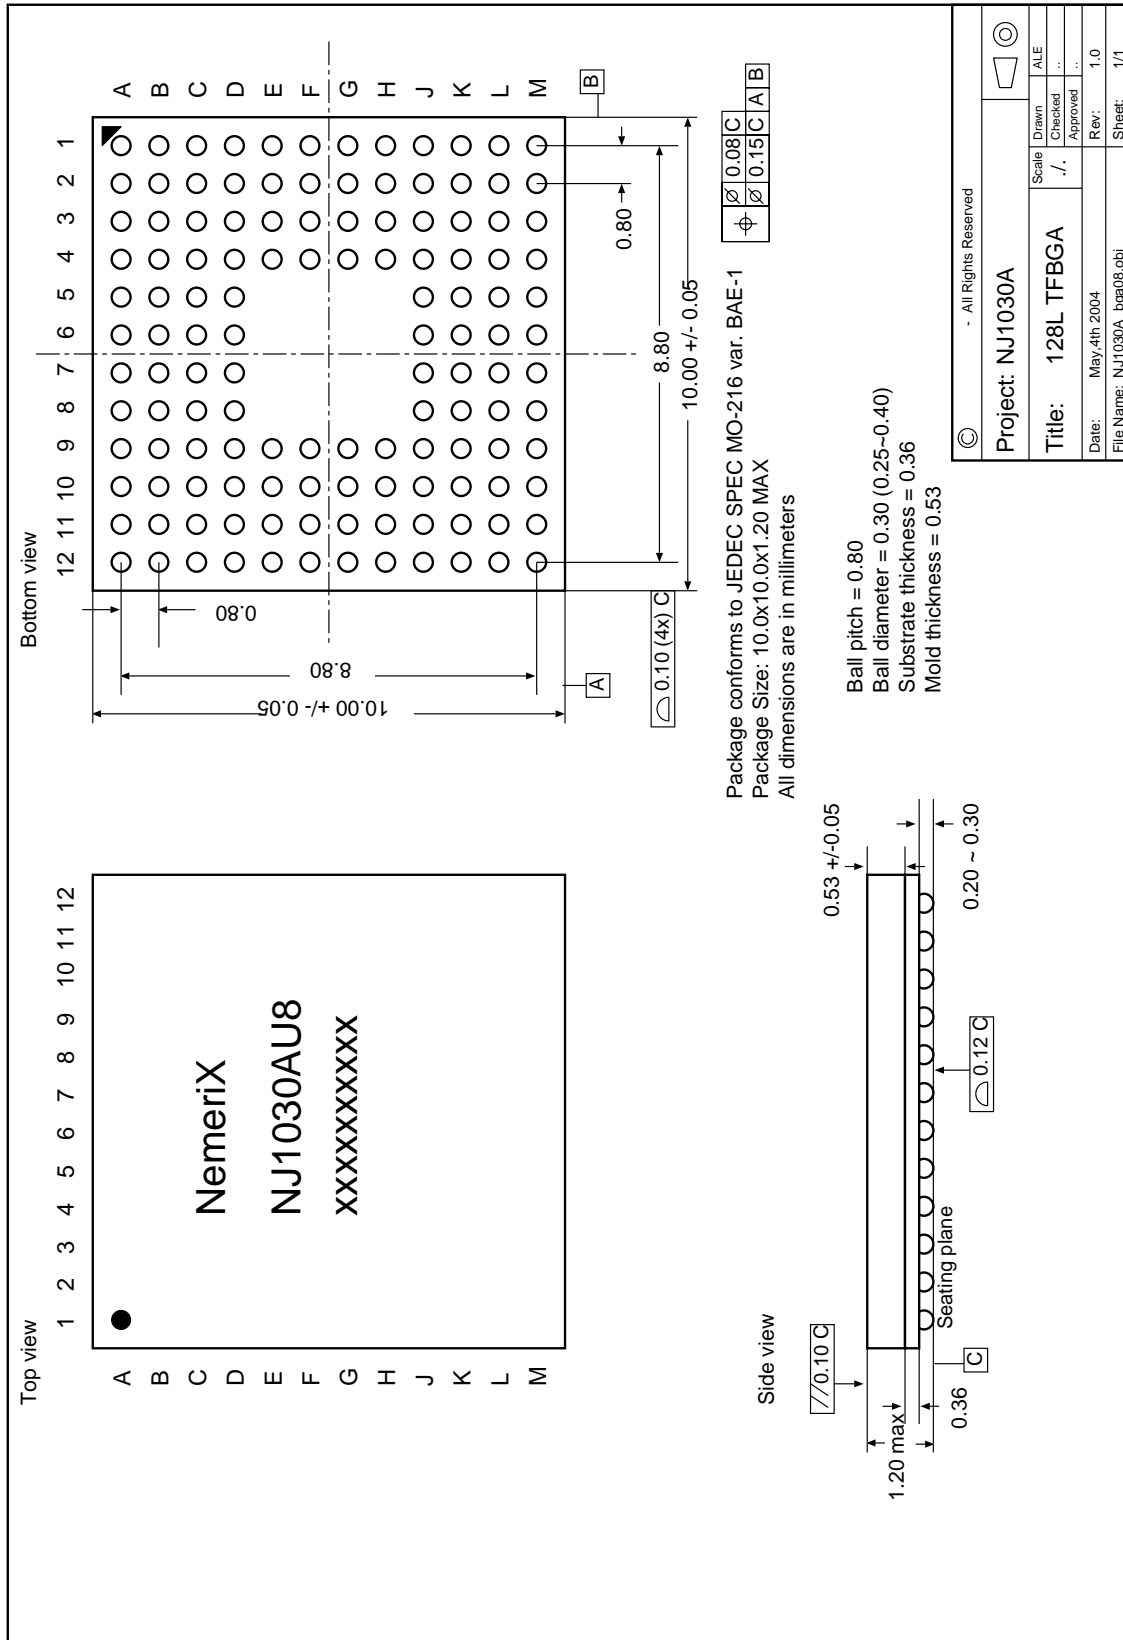 Top view
1 2 3 4 5 6 7 8 9 10 11 12
A
B
C
D
E
F
G
H
J
K
L
M
NemeriX
NJ1030AU8
XXXXXXXXXX
Bottom view
12 11 10 9 8 7 6 5 4 3 2 1
A
B
C
D
E
F
G
H
J
K
L
M
0.80
8.80
10.00 +/- 0.05
A
B
0.80
8.80
10.00 +/- 0.05
0.10 (4x) C
⌖ Ø 0.08 C
Ø 0.15 C A B
Package conforms to JEDEC SPEC MO-216 var. BAE-1
Package Size: 10.0x10.0x1.20 MAX
All dimensions are in millimeters
Side view
//0.10 C
1.20 max
0.36
C
Seating plane
0.12 C
0.53 +/-0.05
0.20 ~ 0.30
Ball pitch = 0.80
Ball diameter = 0.30 (0.25~0.40)
Substrate thickness = 0.36
Mold thickness = 0.53
© - All Rights Reserved
Project: NJ1030A
Title: 128L TFBGA
Scale
./.
Drawn ALE
Checked ..
Approved ..
Date: May,4th 2004
Rev: 1.0
File Name: NJ1030A_bga08.obj
Sheet: 1/1